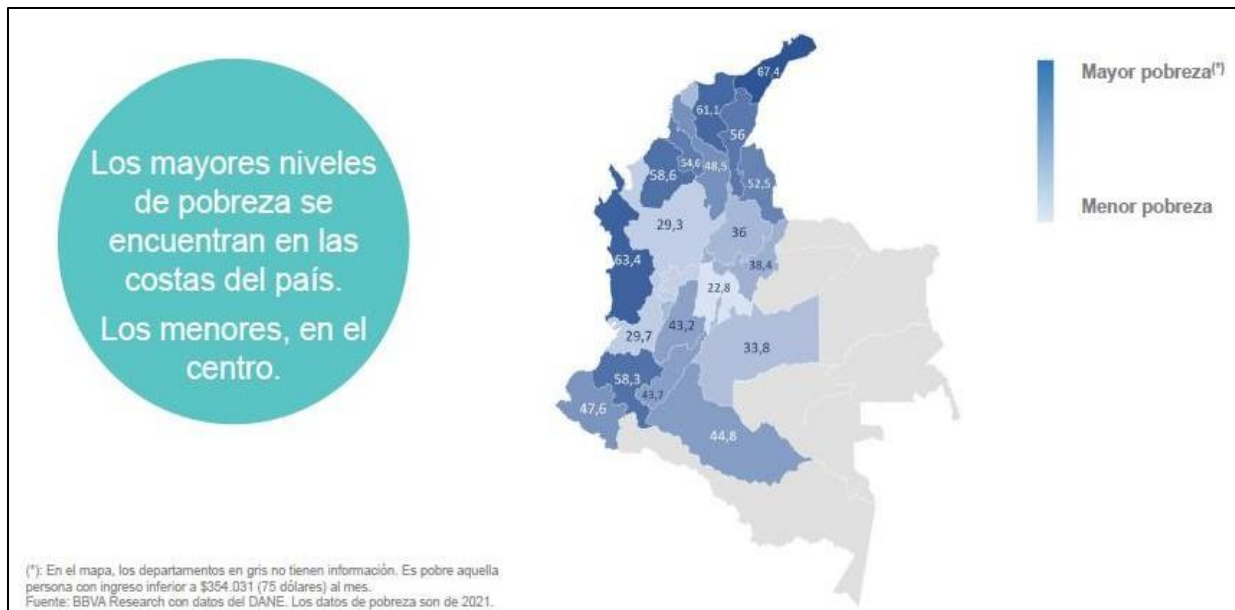 Los mayores niveles
de pobreza se
encuentran en las
costas del país.
Los menores, en el
centro.
67,4
61,1
56
54,6
48,5
58,6
52,5
29,3
36
63,4
38,4
22,8
43,2
29,7
33,8
58,3
43,7
47,6
44,8
Mayor pobreza(*)
Menor pobreza
(*): En el mapa, los departamentos en gris no tienen información. Es pobre aquella
persona con ingreso inferior a $354.031 (75 dólares) al mes.
Fuente: BBVA Research con datos del DANE. Los datos de pobreza son de 2021.